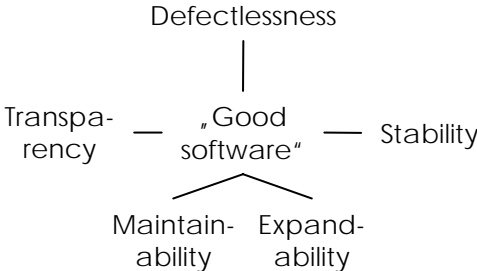 Defectlessness
Transpa-
rency
„Good
software“
Stability
Maintain-
ability
Expand-
ability